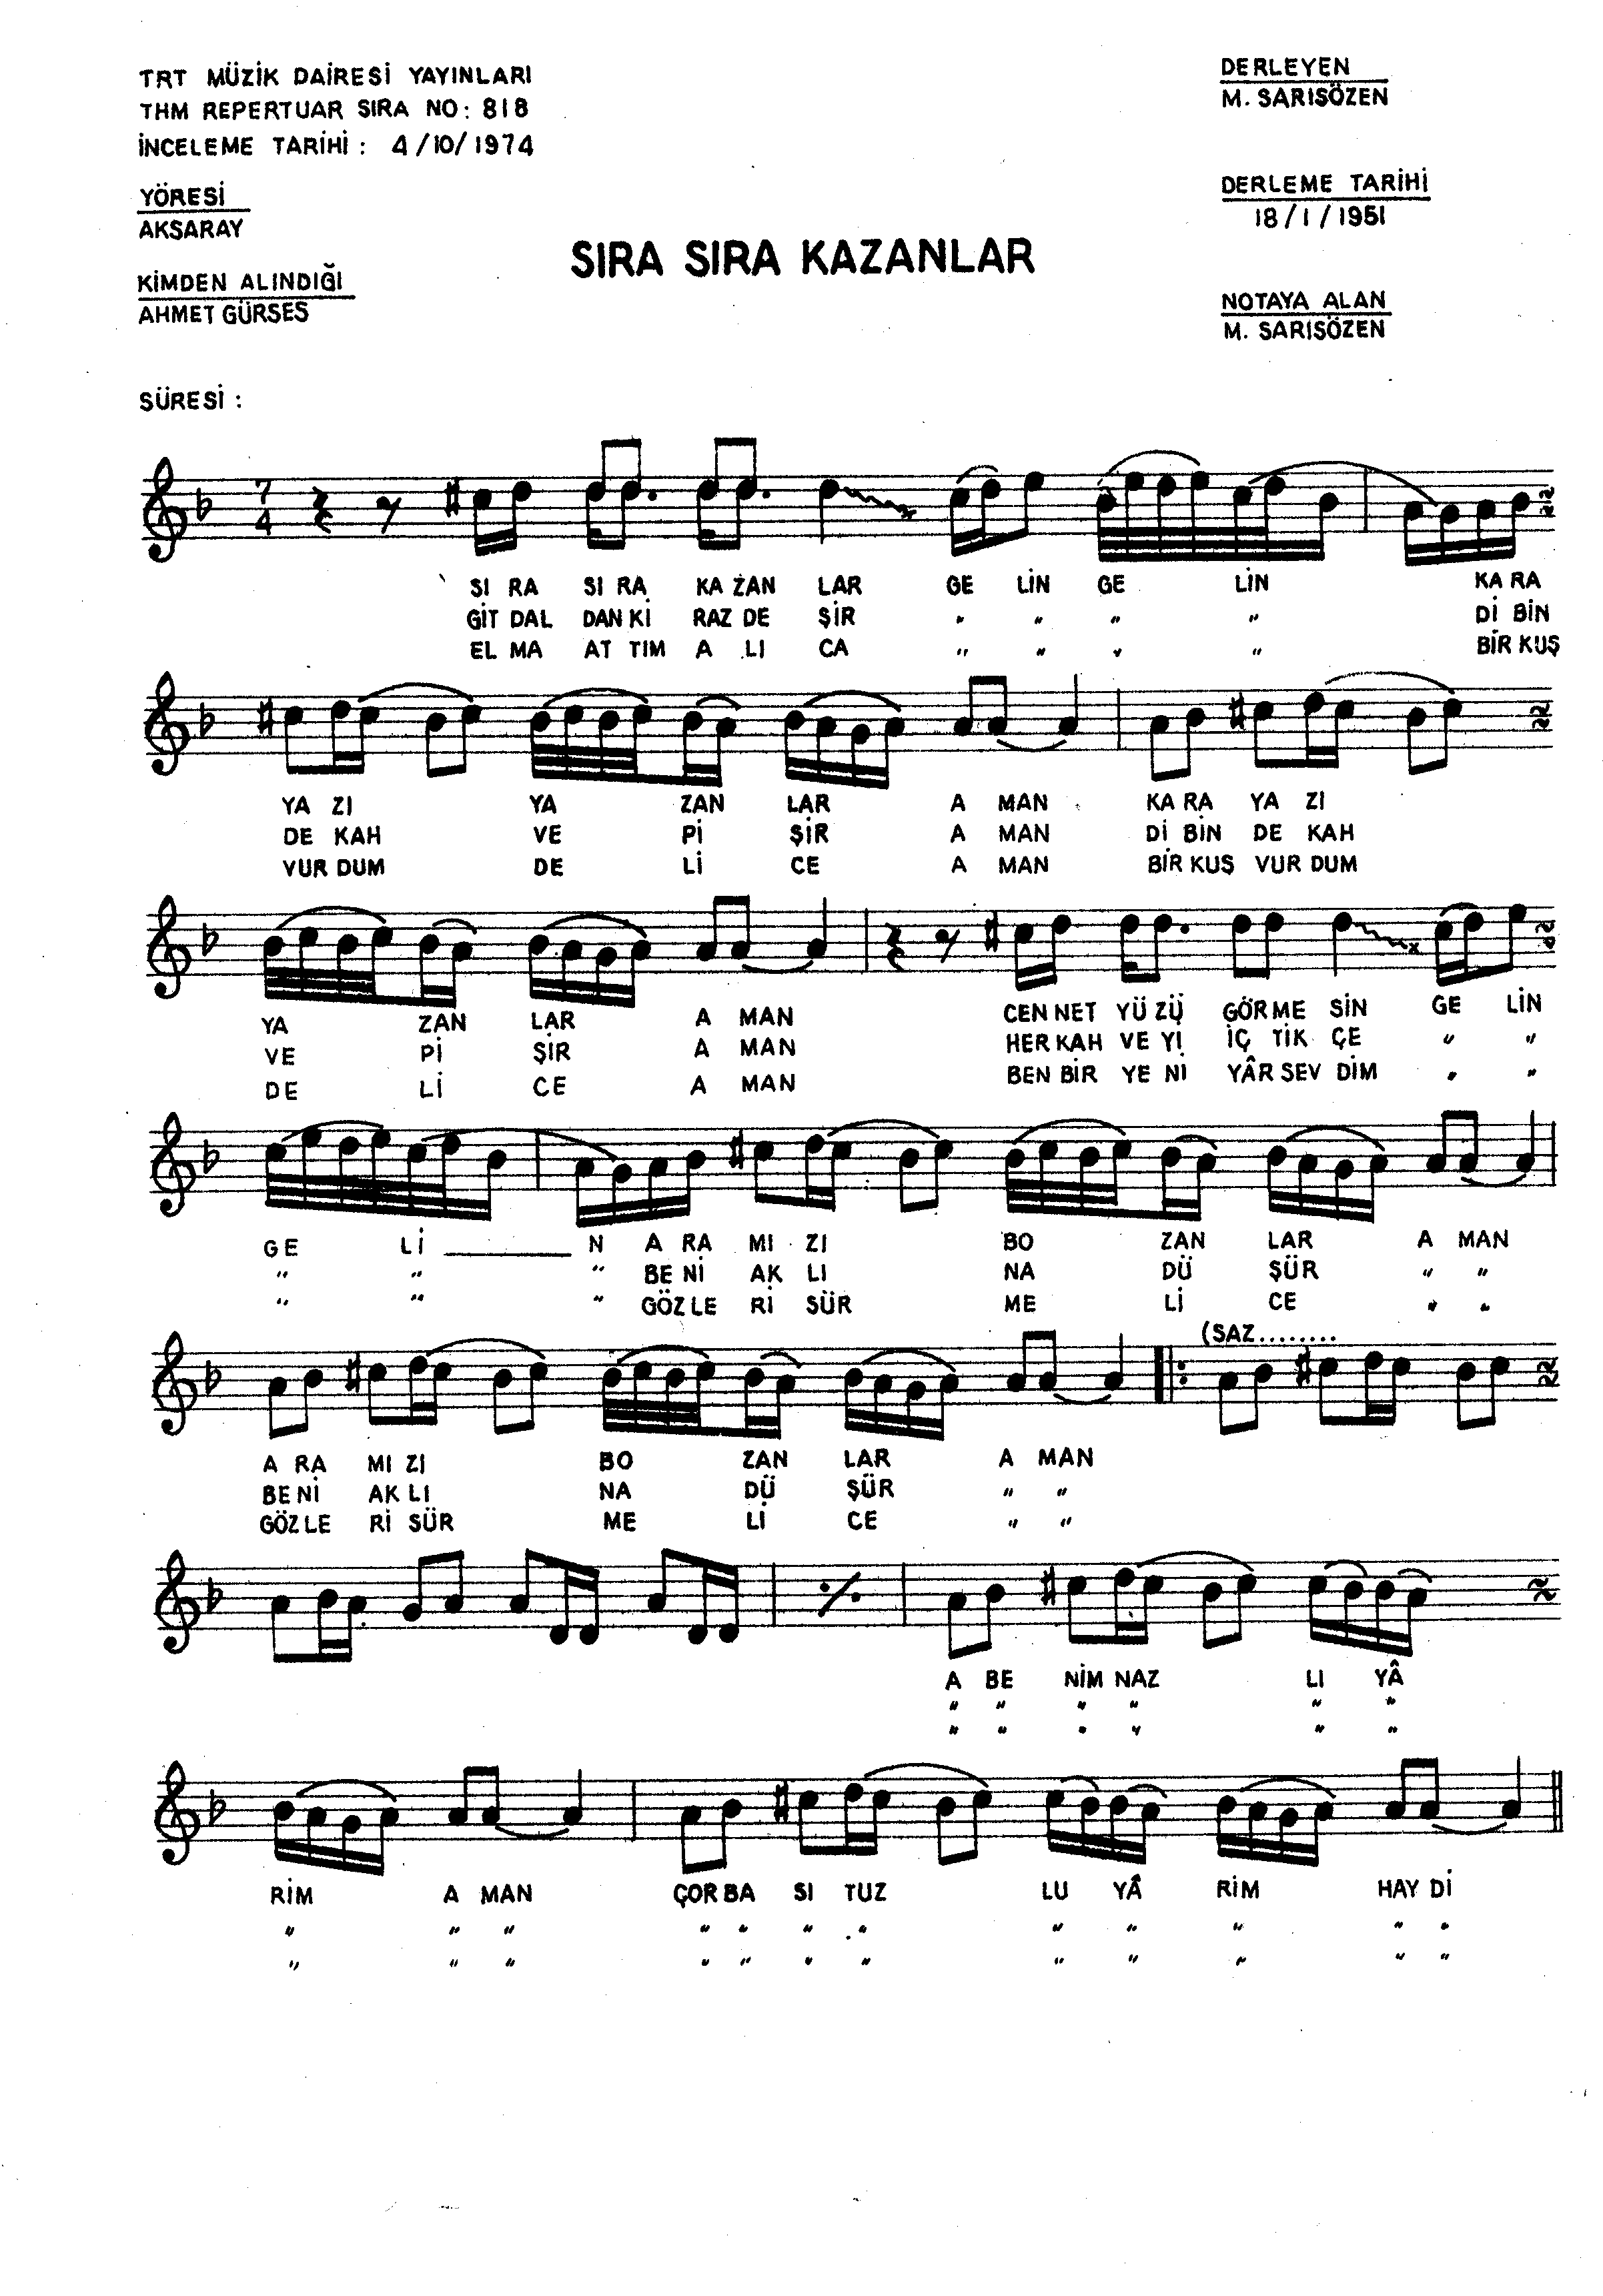 TRT MÜZİK DAİRESİ YAYINLARI
THM REPERTUAR SIRA NO: 818
İNCELEME TARİHİ : 4/10/1974
DERLEYEN
M. SARISÖZEN
YÖRESİ
AKSARAY
DERLEME TARİHİ
18/1/1951
SIRA SIRA KAZANLAR
KİMDEN ALINDIĞI
AHMET GÜRSES
NOTAYA ALAN
M. SARISÖZEN
SÜRESİ :
7
4
SI RA SI RA KA ZAN LAR GE LİN GE LİN KA RA
GİT DAL DAN Kİ RAZ DE ŞİR " " " " Dİ BİN
EL MA AT TIM A LI CA " " " " BİR KUŞ
YA ZI YA ZAN LAR A MAN KA RA YA ZI
DE KAH VE Pİ ŞİR A MAN Dİ BİN DE KAH
VUR DUM DE Lİ CE A MAN BİR KUŞ VUR DUM
YA ZAN LAR A MAN CEN NET YÜ ZÜ GÖR ME SİN GE LİN
VE Pİ ŞİR A MAN HER KAH VE Yİ İÇ TİK ÇE " "
DE Lİ CE A MAN BEN BİR YE Nİ YÂR SEV DİM " "
GE Lİ ________ N A RA MI ZI BO ZAN LAR A MAN
" " " BE Nİ AK LI NA DÜ ŞÜR " "
" " " GÖZ LE Rİ SÜR ME Lİ CE " "
(SAZ........
A RA MI ZI BO ZAN LAR A MAN
BE Nİ AK LI NA DÜ ŞÜR " "
GÖZ LE Rİ SÜR ME Lİ CE " "
A BE NİM NAZ LI YÂ
" " " " " "
" " " " " "
RİM A MAN ÇOR BA SI TUZ LU YÂ RİM HAY Dİ
" " " " " " " " " " " "
" " " " " " " " " " " "